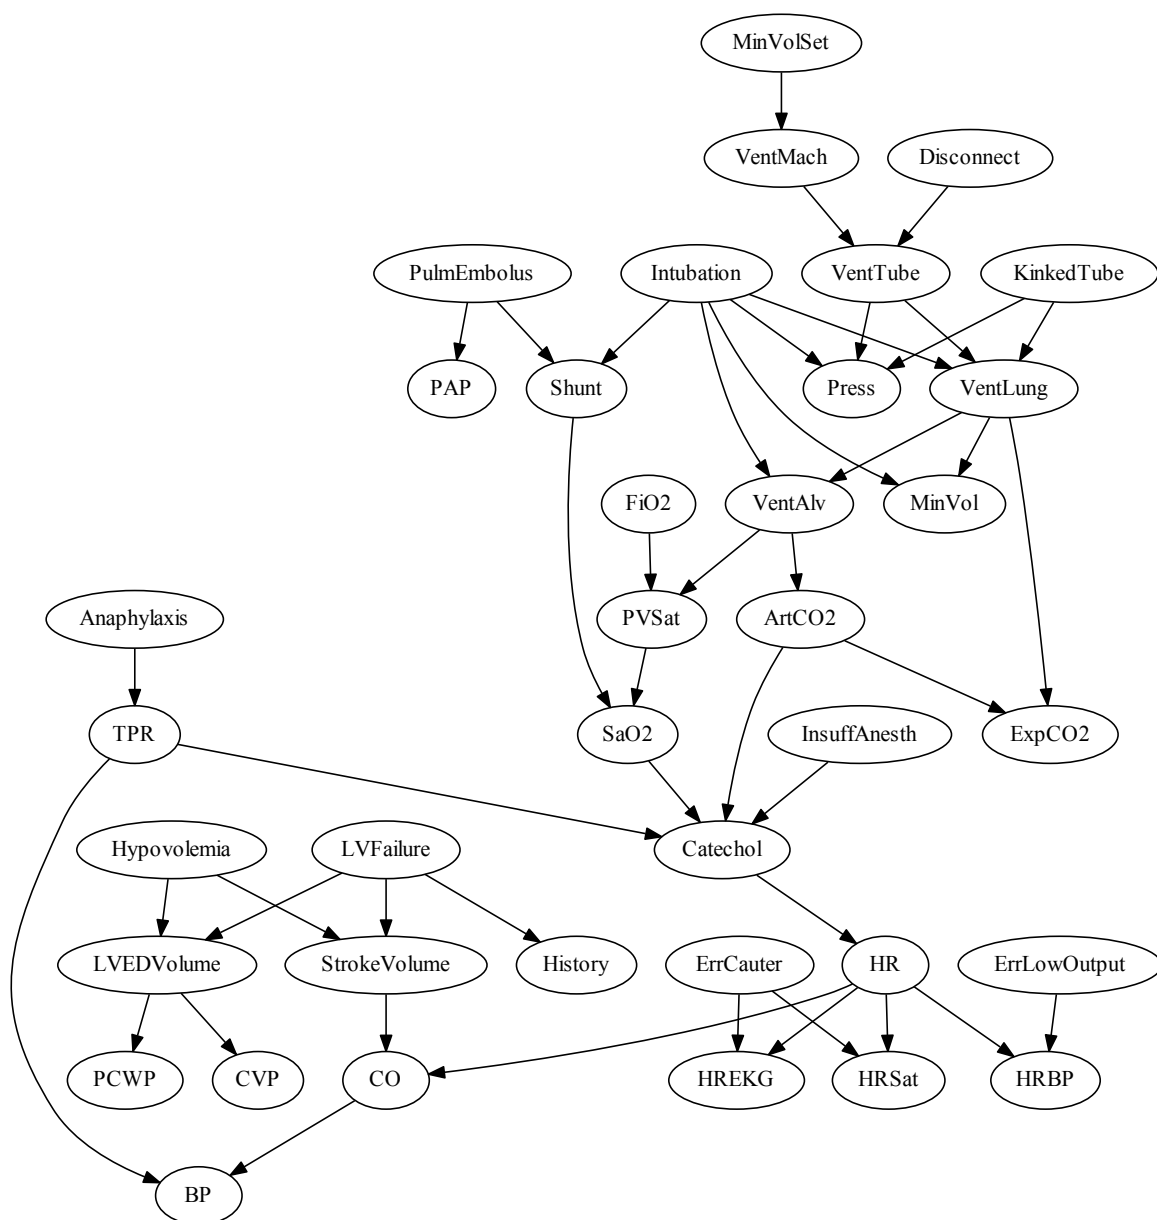 MinVolSet
VentMach
Disconnect
PulmEmbolus
Intubation
VentTube
KinkedTube
PAP
Shunt
Press
VentLung
FiO2
VentAlv
MinVol
Anaphylaxis
PVSat
ArtCO2
TPR
SaO2
InsuffAnesth
ExpCO2
Hypovolemia
LVFailure
Catechol
LVEDVolume
StrokeVolume
History
ErrCauter
HR
ErrLowOutput
PCWP
CVP
CO
HREKG
HRSat
HRBP
BP